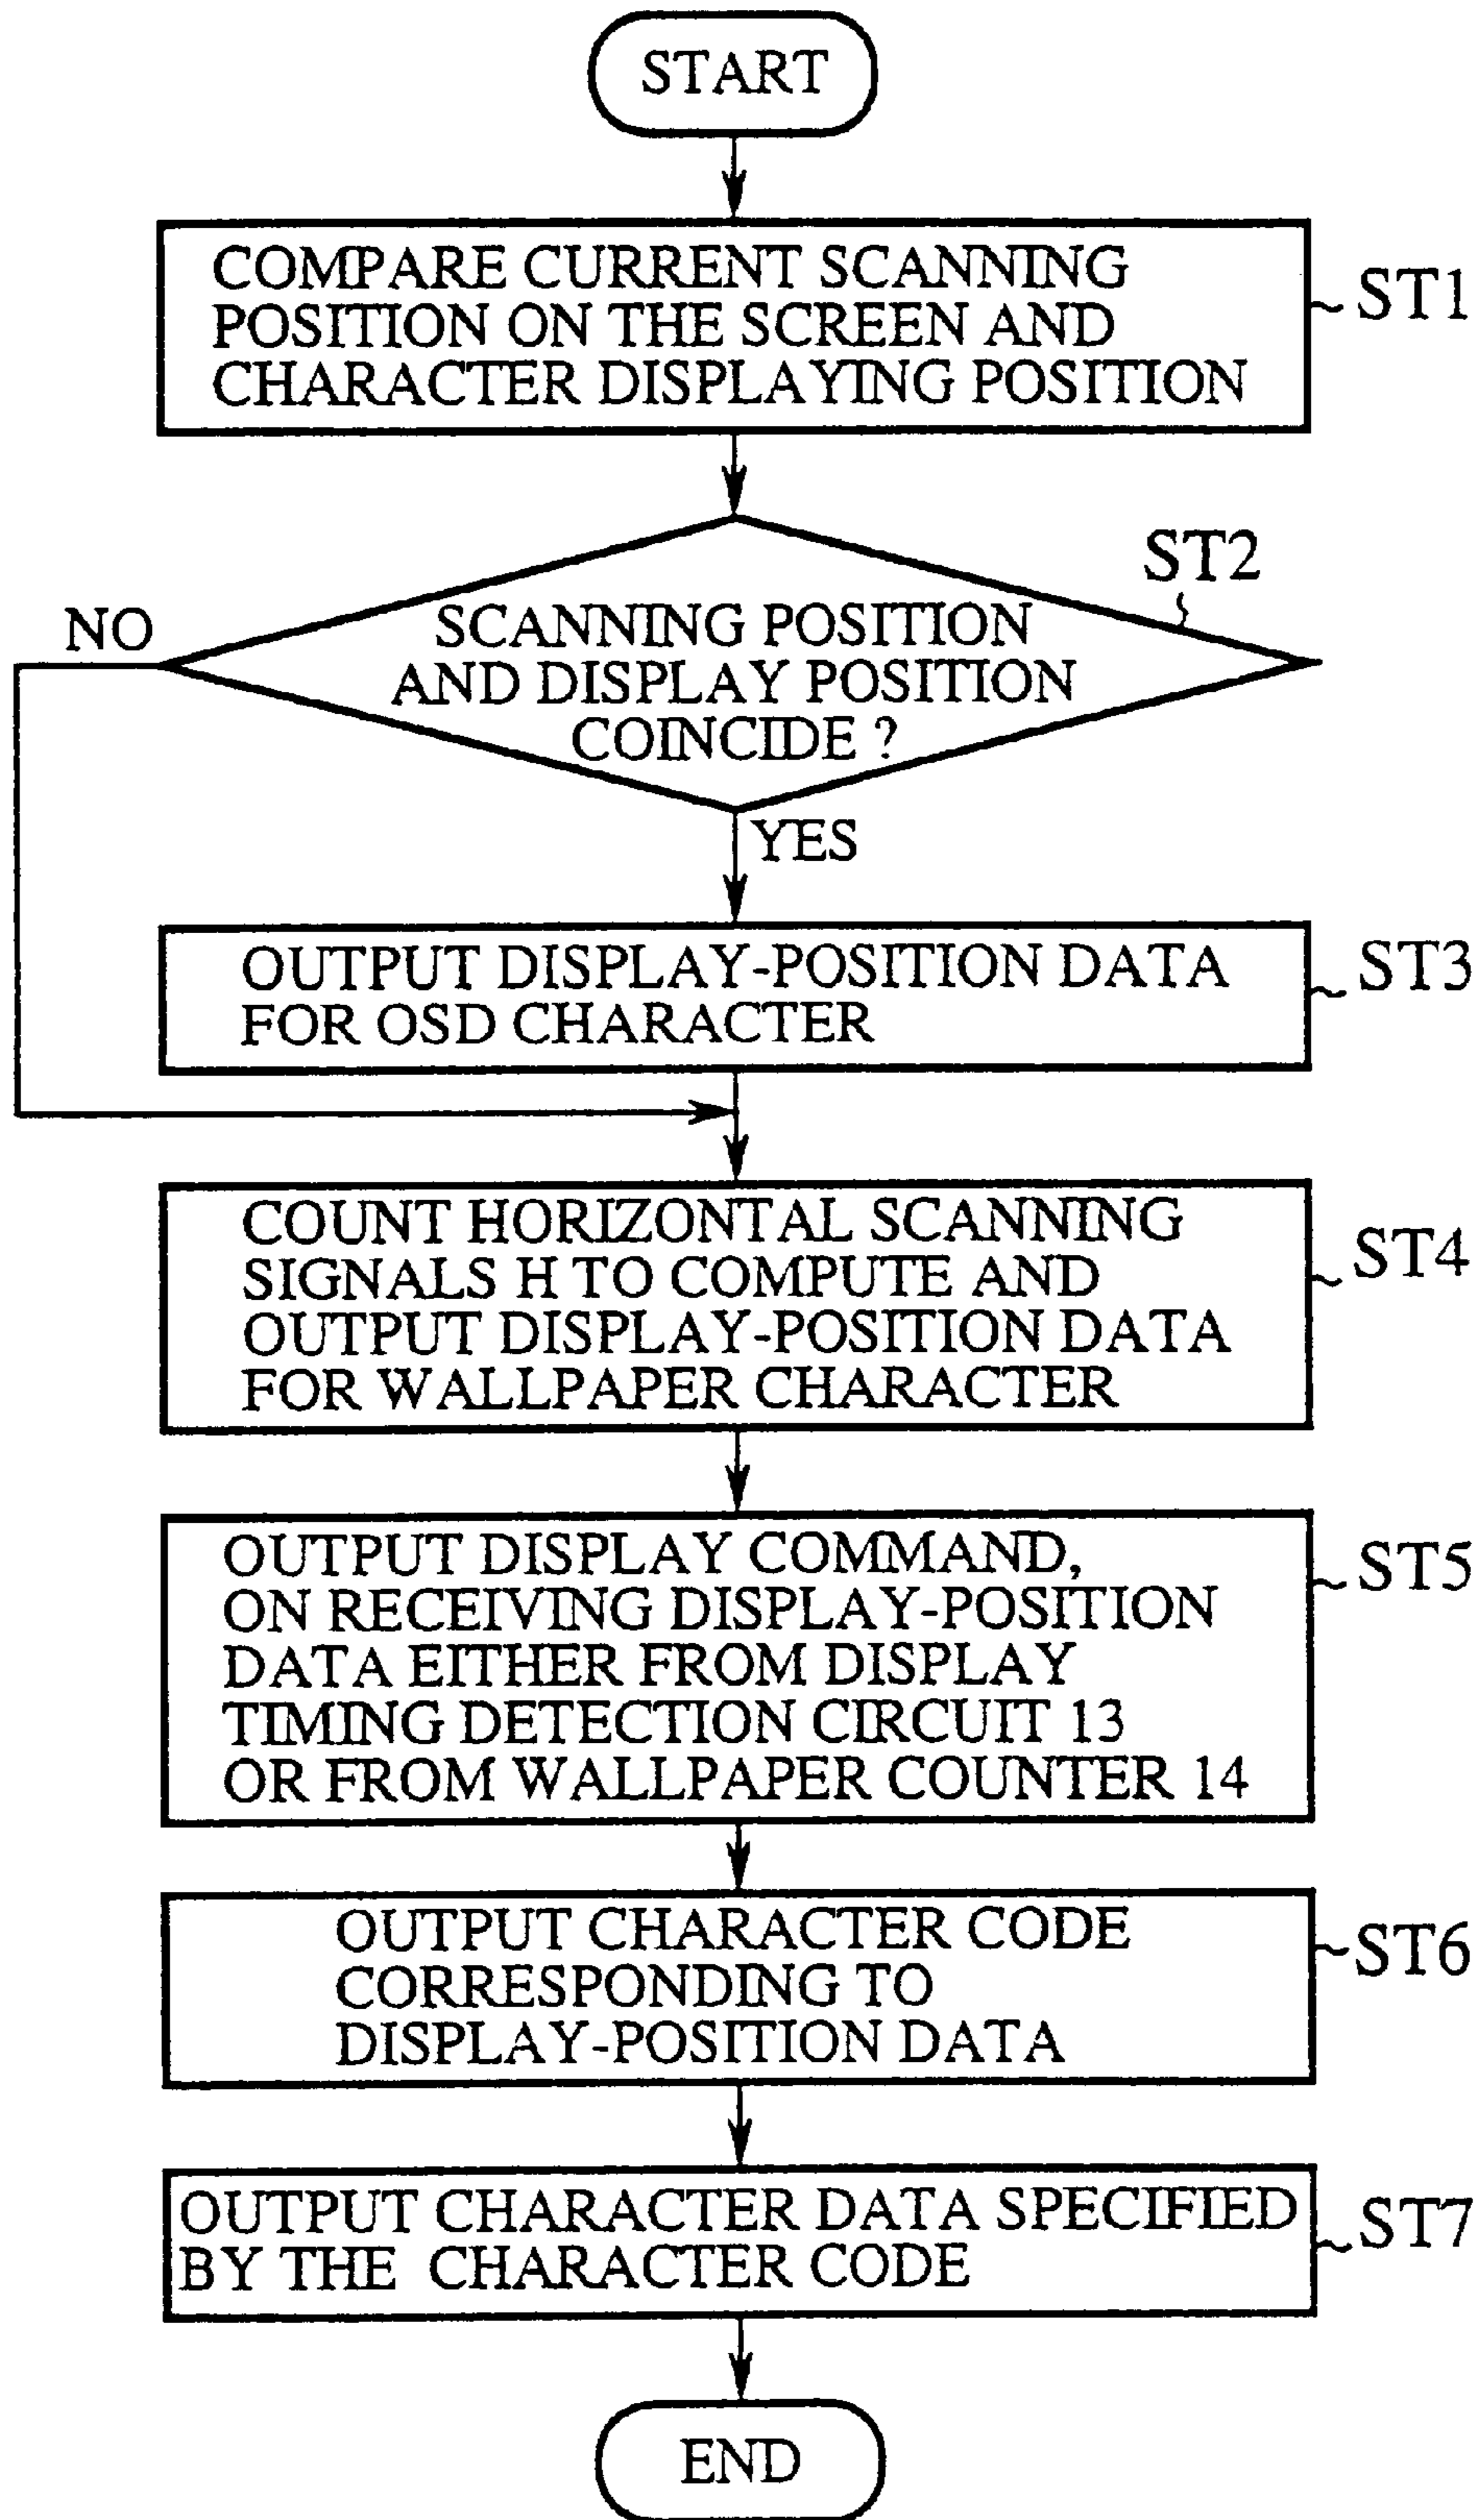 START
COMPARE CURRENT SCANNING
POSITION ON THE SCREEN AND
CHARACTER DISPLAYING POSITION
ST1
ST2
NO
SCANNING POSITION
AND DISPLAY POSITION
COINCIDE ?
YES
OUTPUT DISPLAY-POSITION DATA
FOR OSD CHARACTER
ST3
COUNT HORIZONTAL SCANNING
SIGNALS H TO COMPUTE AND
OUTPUT DISPLAY-POSITION DATA
FOR WALLPAPER CHARACTER
ST4
OUTPUT DISPLAY COMMAND,
ON RECEIVING DISPLAY-POSITION
DATA EITHER FROM DISPLAY
TIMING DETECTION CIRCUIT 13
OR FROM WALLPAPER COUNTER 14
ST5
OUTPUT CHARACTER CODE
CORRESPONDING TO
DISPLAY-POSITION DATA
ST6
OUTPUT CHARACTER DATA SPECIFIED
BY THE CHARACTER CODE
ST7
END